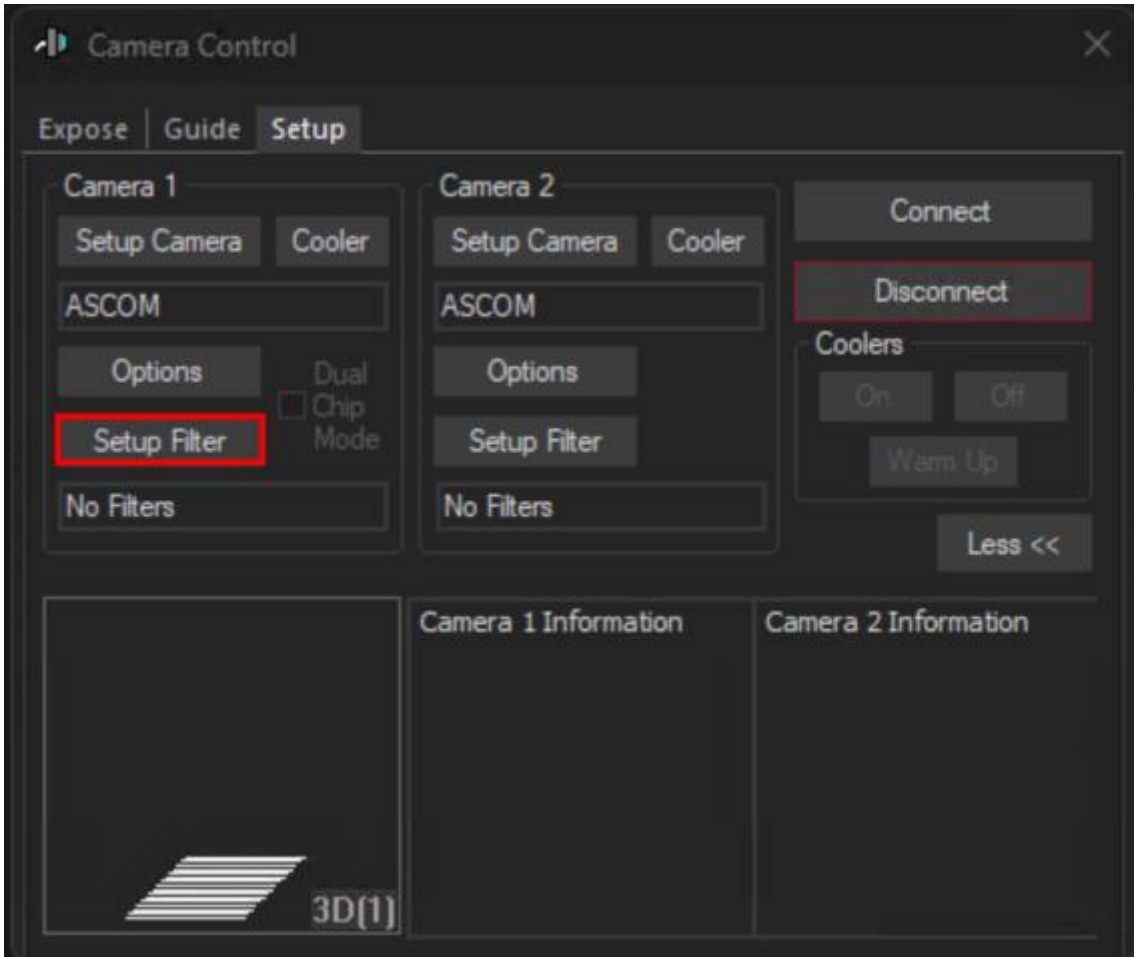 Camera Control
Expose Guide Setup
Camera 1
Setup Camera Cooler
ASCOM
Options
Dual
Chip
Mode
Setup Filter
No Filters
Camera 2
Setup Camera Cooler
ASCOM
Options
Setup Filter
No Filters
Connect
Disconnect
Coolers
On Off
Warm Up
Less <<
3D(1)
Camera 1 Information
Camera 2 Information